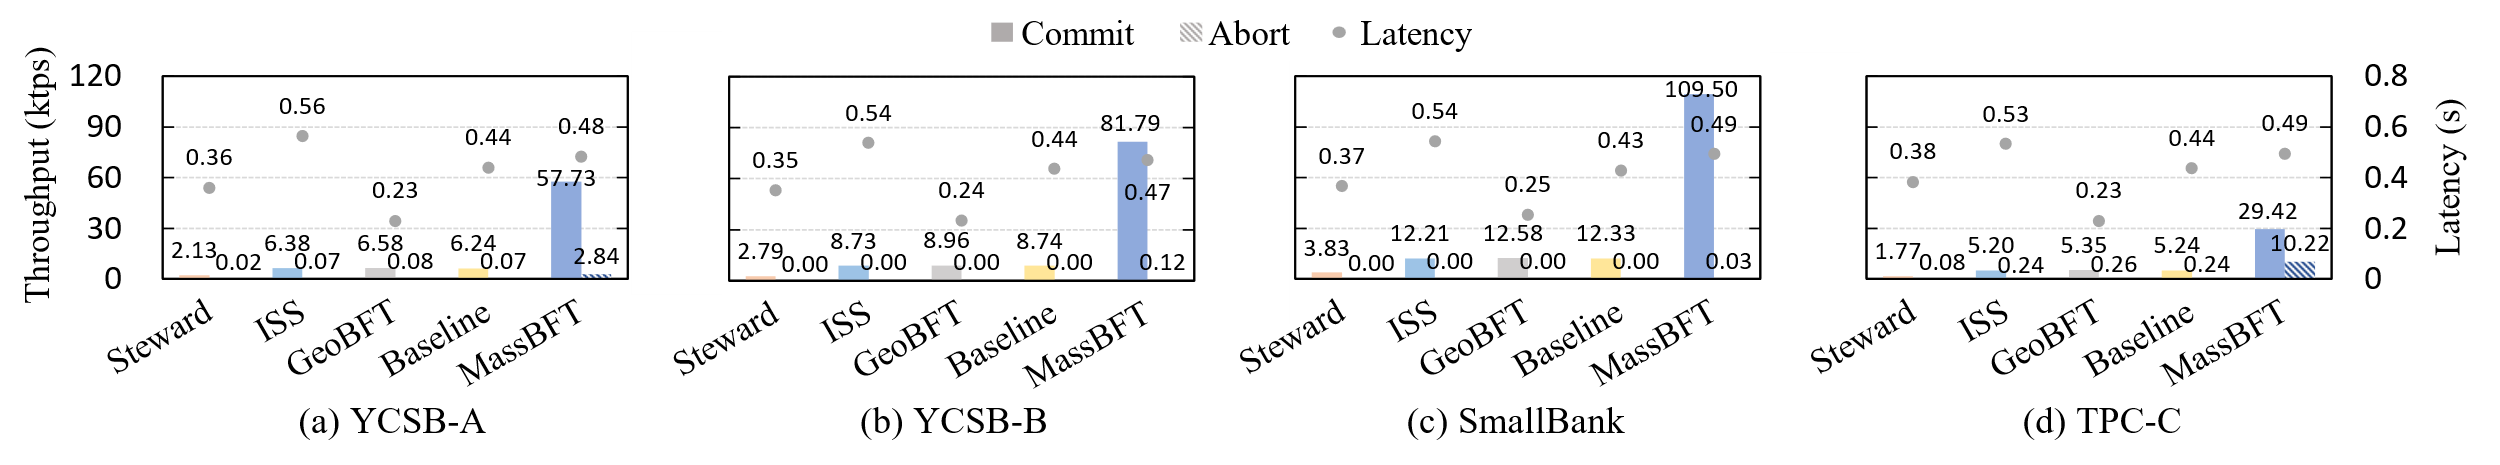 Commit Abort Latency
Throughput (ktps)
120
90
60
30
0
0.36 0.56 0.23 0.44 0.48
2.13 0.02 6.38 0.07 6.58 0.08 6.24 0.07 57.73 2.84
Steward ISS GeoBFT Baseline MassBFT
(a) YCSB-A
0.35 0.54 0.24 0.44 0.47
2.79 0.00 8.73 0.00 8.96 0.00 8.74 0.00 81.79 0.12
Steward ISS GeoBFT Baseline MassBFT
(b) YCSB-B
0.37 0.54 0.25 0.43 0.49
3.83 0.00 12.21 0.00 12.58 0.00 12.33 0.00 109.50 0.03
Steward ISS GeoBFT Baseline MassBFT
(c) SmallBank
0.38 0.53 0.23 0.44 0.49
1.77 0.08 5.20 0.24 5.35 0.26 5.24 0.24 29.42 10.22
Steward ISS GeoBFT Baseline MassBFT
(d) TPC-C
0.8
0.6
0.4
0.2
0
Latency (s)